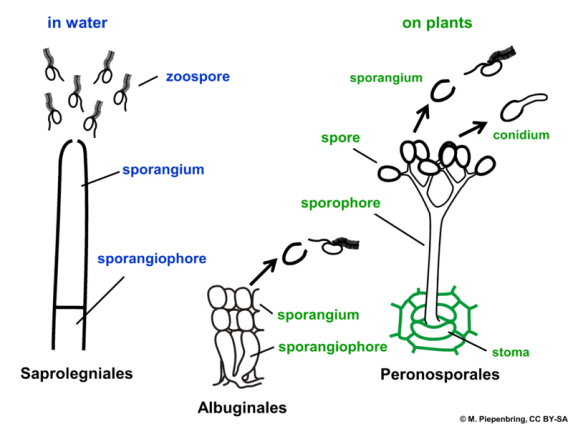 in water
on plants
zoospore
sporangium
conidium
spore
sporangium
sporophore
sporangiophore
sporangium
sporangiophore
stoma
Saprolegniales
Peronosporales
Albuginales
© M. Piepenbring, CC BY-SA